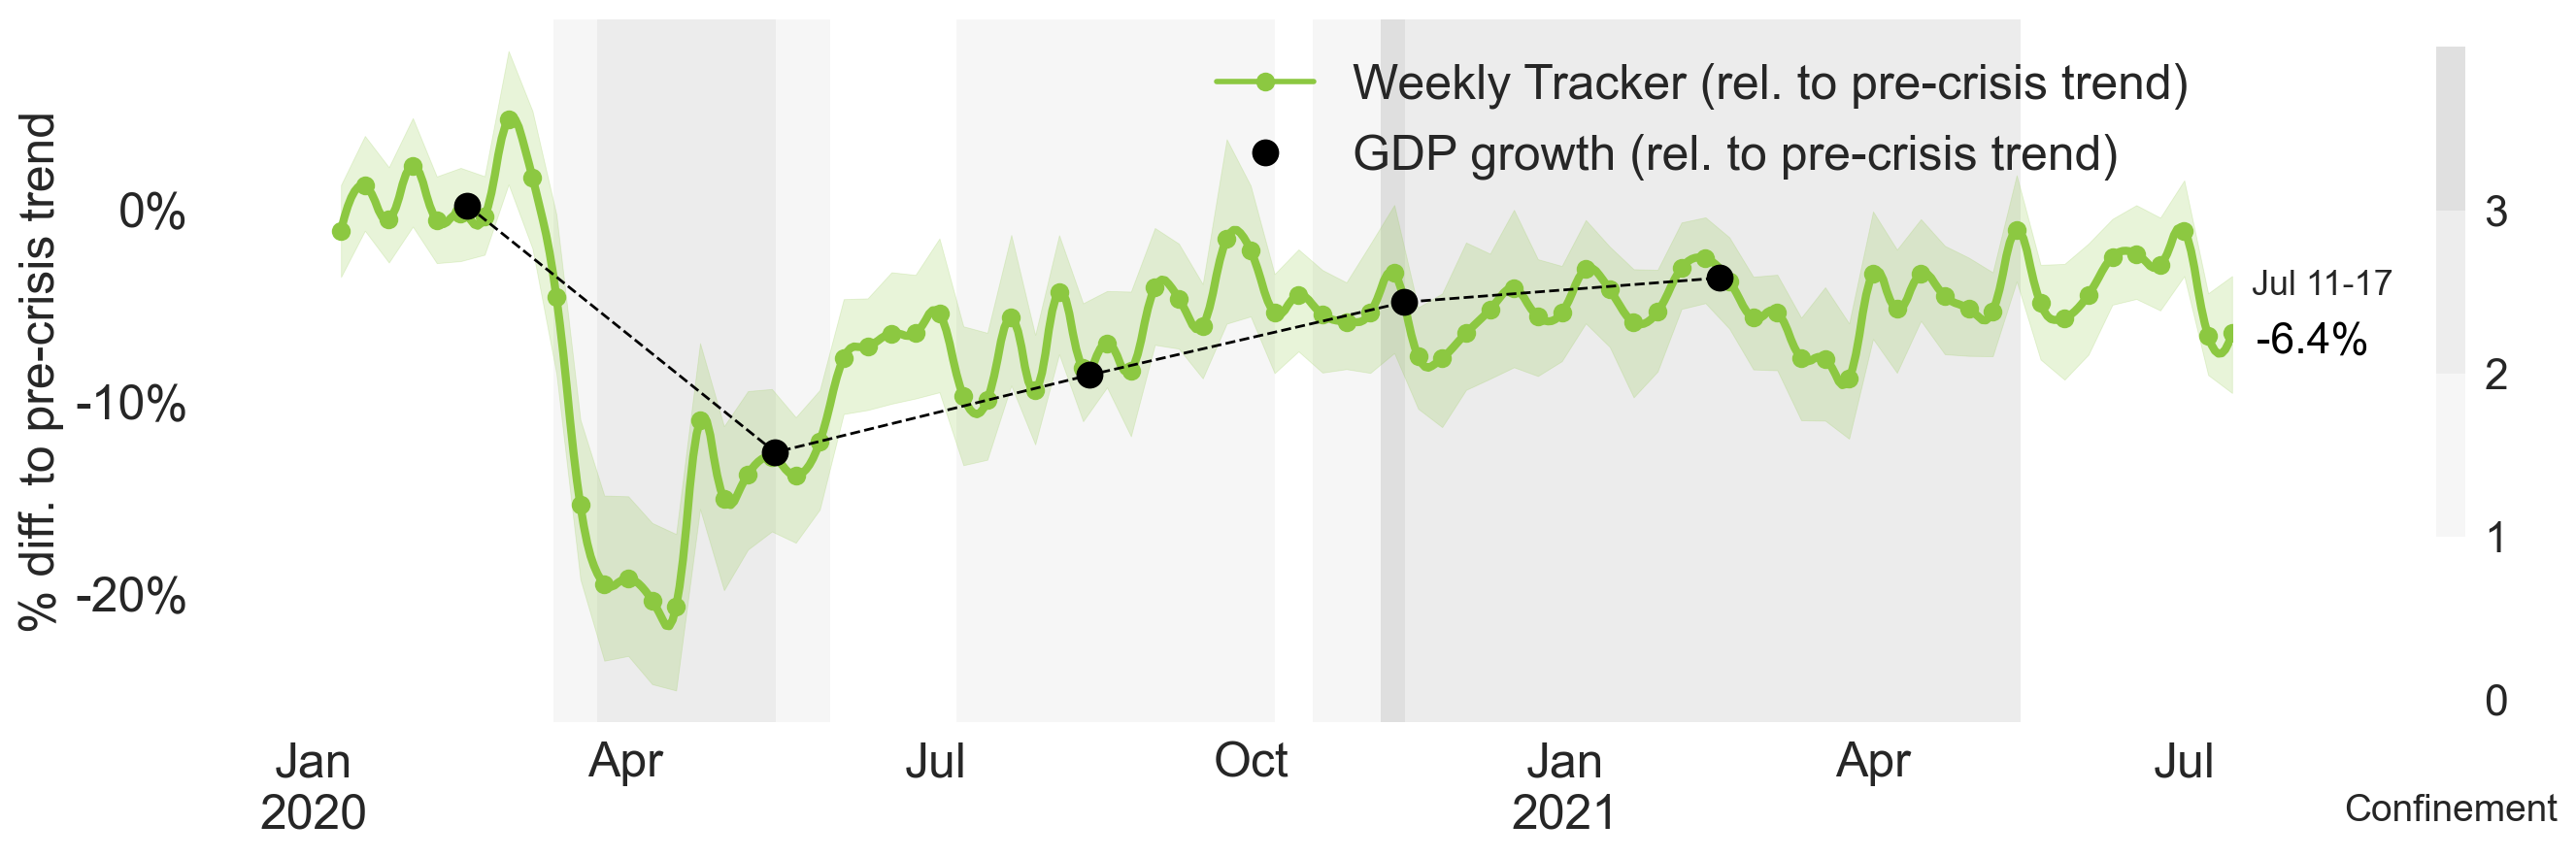 % diff. to pre-crisis trend
0%
-10%
-20%
Weekly Tracker (rel. to pre-crisis trend)
GDP growth (rel. to pre-crisis trend)
Jul 11-17
-6.4%
3
2
1
0
Jan
2020
Apr
Jul
Oct
Jan
2021
Apr
Jul
Confinement